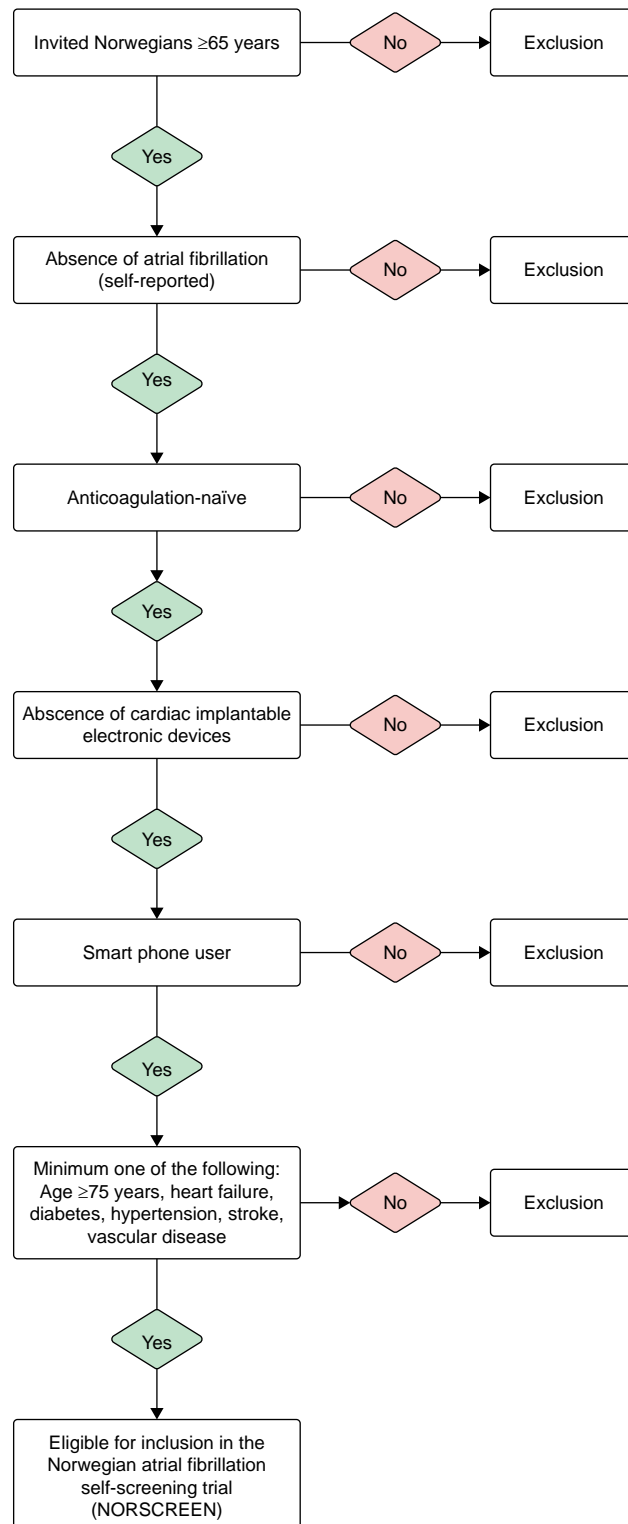 Invited Norwegians ≥65 years
No
Exclusion
Yes
Absence of atrial fibrillation
(self-reported)
No
Exclusion
Yes
Anticoagulation-naïve
No
Exclusion
Yes
Abscence of cardiac implantable
electronic devices
No
Exclusion
Yes
Smart phone user
No
Exclusion
Yes
Minimum one of the following:
Age ≥75 years, heart failure,
diabetes, hypertension, stroke,
vascular disease
No
Exclusion
Yes
Eligible for inclusion in the
Norwegian atrial fibrillation
self-screening trial
(NORSCREEN)